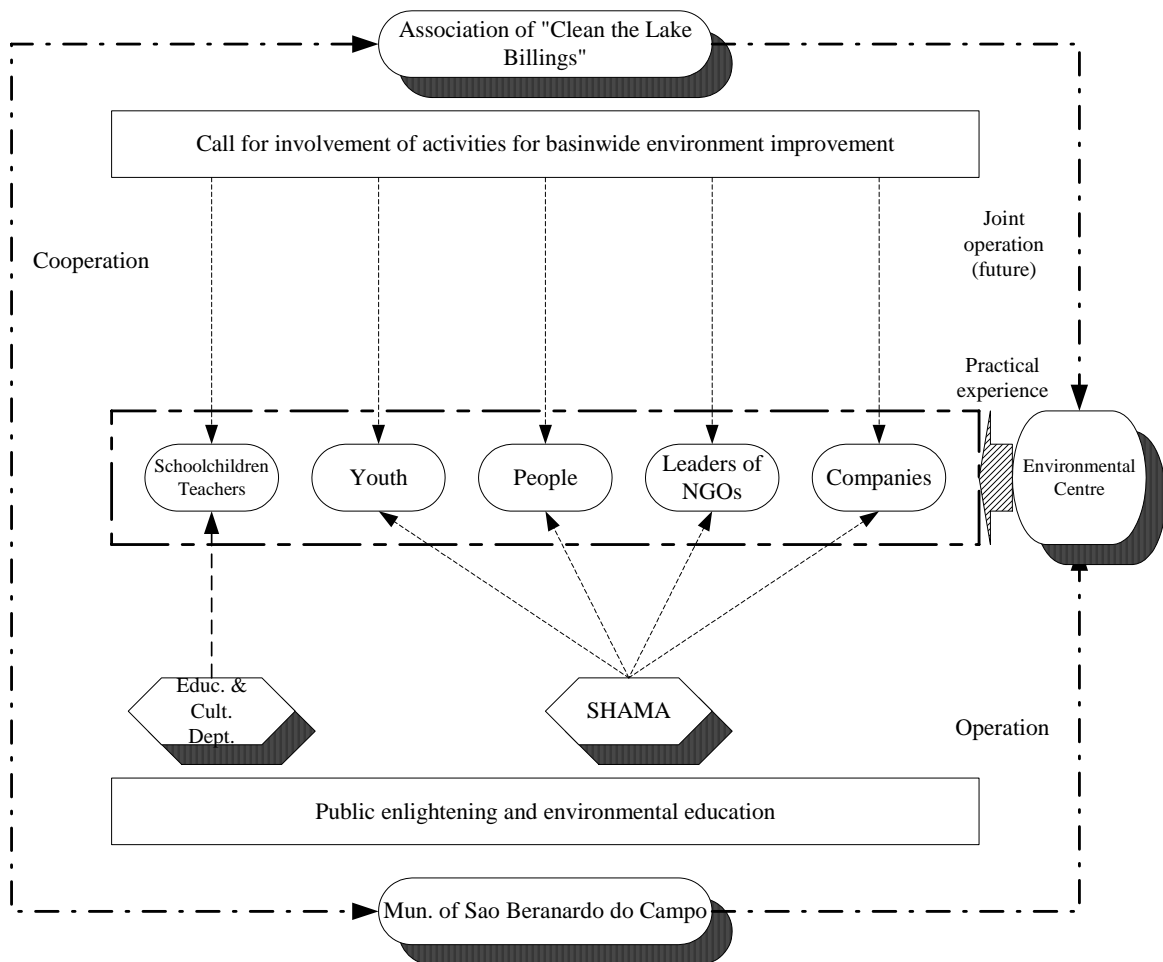 Association of "Clean the Lake
Billings"
Call for involvement of activities for basinwide environment improvement
Cooperation
Joint
operation
(future)
Practical
experience
Schoolchildren
Teachers
Youth
People
Leaders of
NGOs
Companies
Environmental
Centre
Educ. &
Cult.
Dept.
SHAMA
Operation
Public enlightening and environmental education
Mun. of Sao Beranardo do Campo